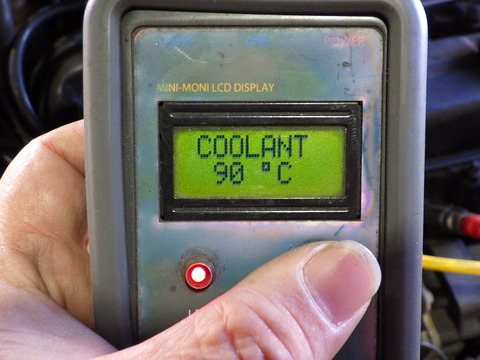 POWER
MINI-MONI LCD DISPLAY
COOLANT
90 °C